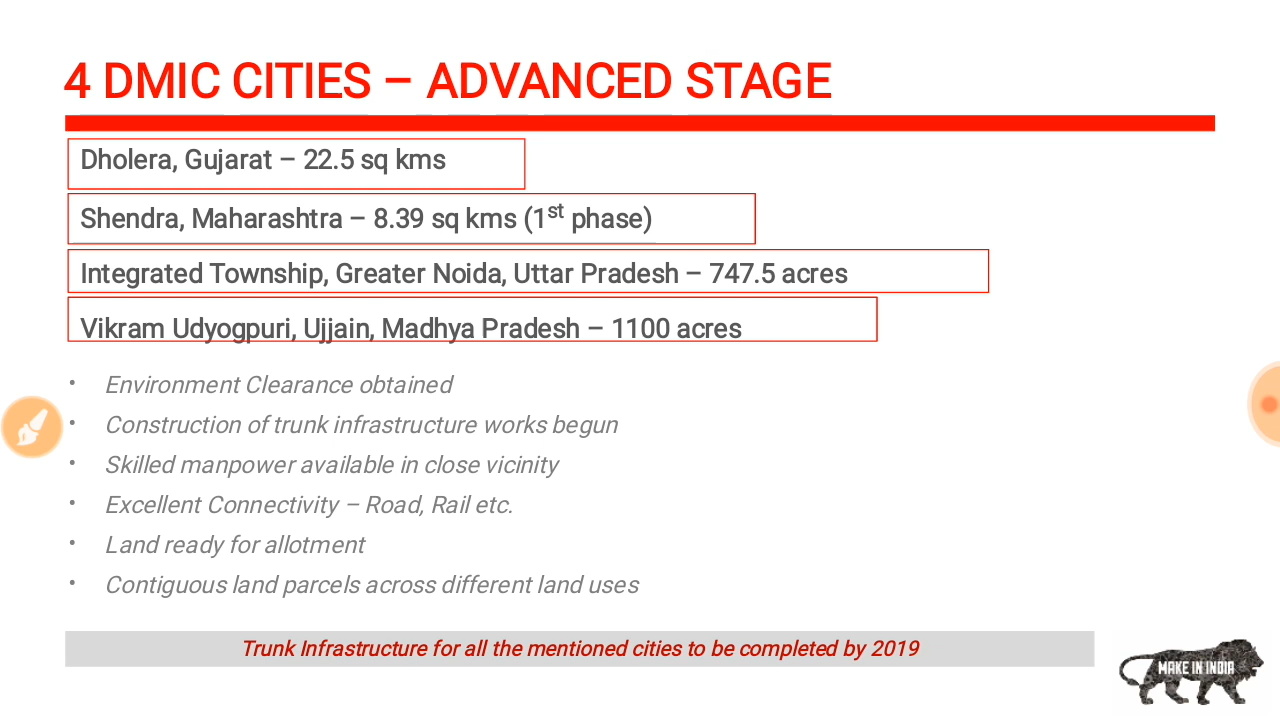 4 DMIC CITIES – ADVANCED STAGE
Dholera, Gujarat – 22.5 sq kms
Shendra, Maharashtra – 8.39 sq kms (1st phase)
Integrated Township, Greater Noida, Uttar Pradesh – 747.5 acres
Vikram Udyogpuri, Ujjain, Madhya Pradesh – 1100 acres
• Environment Clearance obtained
• Construction of trunk infrastructure works begun
• Skilled manpower available in close vicinity
• Excellent Connectivity – Road, Rail etc.
• Land ready for allotment
• Contiguous land parcels across different land uses
Trunk Infrastructure for all the mentioned cities to be completed by 2019
MAKE IN INDIA